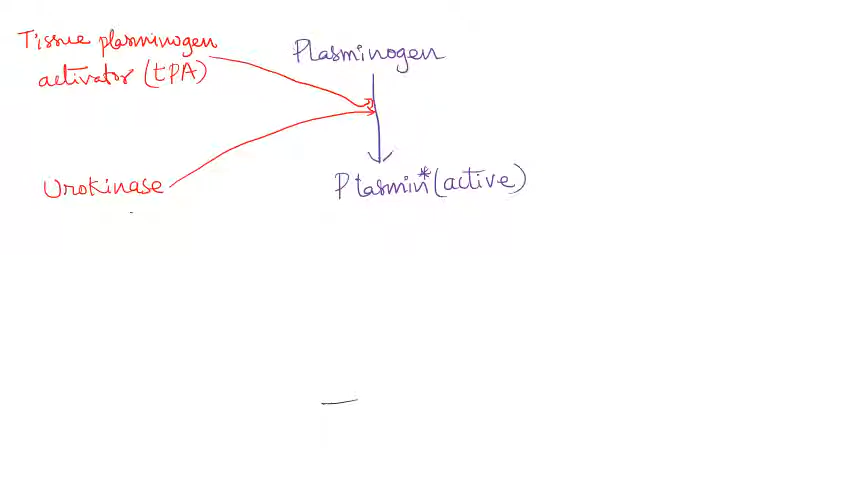 Tissue plasminogen
activator (tPA)
Plasminogen
Urokinase
Plasmin*(active)